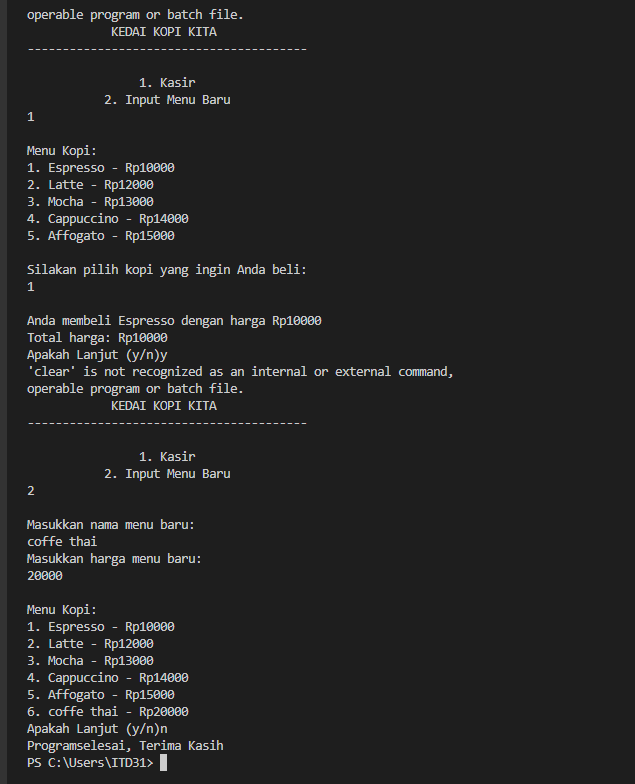 operable program or batch file.
KEDAI KOPI KITA
----------------------------------------
1. Kasir
2. Input Menu Baru
1
Menu Kopi:
1. Espresso - Rp10000
2. Latte - Rp12000
3. Mocha - Rp13000
4. Cappuccino - Rp14000
5. Affogato - Rp15000
Silakan pilih kopi yang ingin Anda beli:
1
Anda membeli Espresso dengan harga Rp10000
Total harga: Rp10000
Apakah Lanjut (y/n)y
'clear' is not recognized as an internal or external command,
operable program or batch file.
KEDAI KOPI KITA
----------------------------------------
1. Kasir
2. Input Menu Baru
2
Masukkan nama menu baru:
coffe thai
Masukkan harga menu baru:
20000
Menu Kopi:
1. Espresso - Rp10000
2. Latte - Rp12000
3. Mocha - Rp13000
4. Cappuccino - Rp14000
5. Affogato - Rp15000
6. coffe thai - Rp20000
Apakah Lanjut (y/n)n
Programselesai, Terima Kasih
PS C:\Users\ITD31>